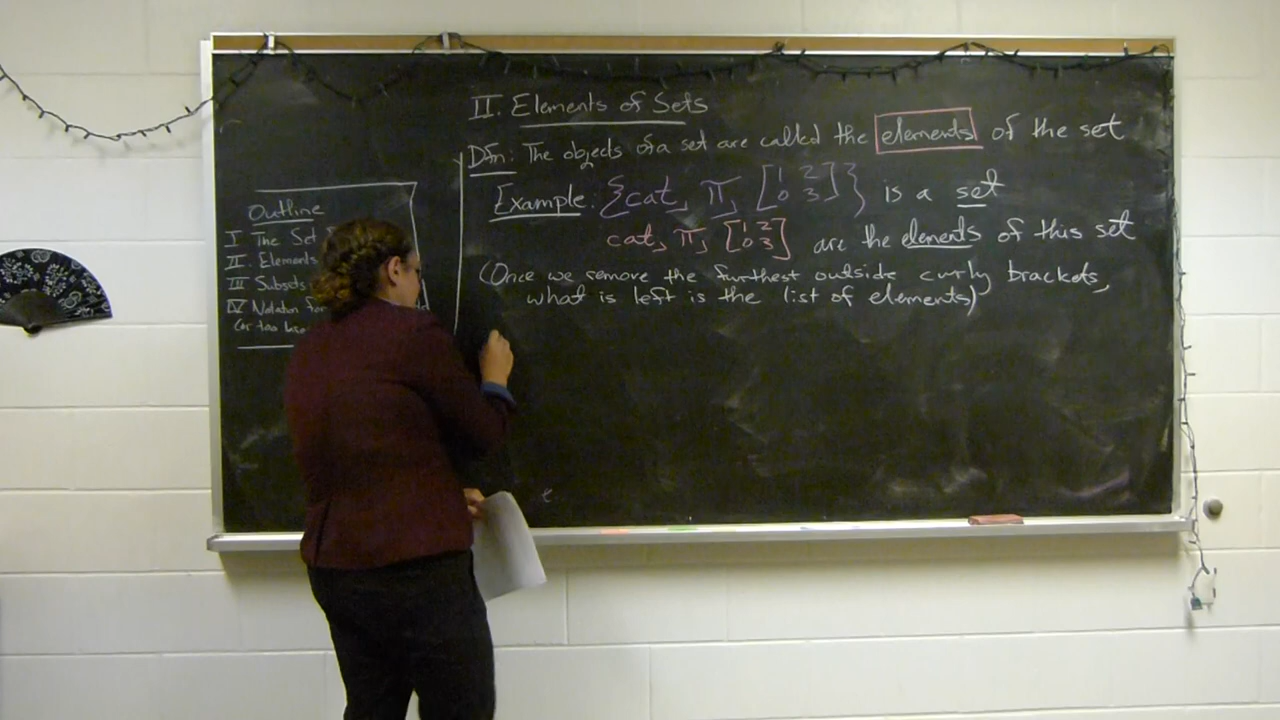 II. Elements of Sets
Dfn: The objects of a set are called the elements of the set
Example: {cat, π, [1 2
0 3]} is a set
cat, π, [1 2
0 3] are the elements of this set
(Once we remove the furthest outside curly brackets,
what is left is the list of elements)
e
Outline
I The Set
II. Elements
III Subsets
IV Notation for
(or too